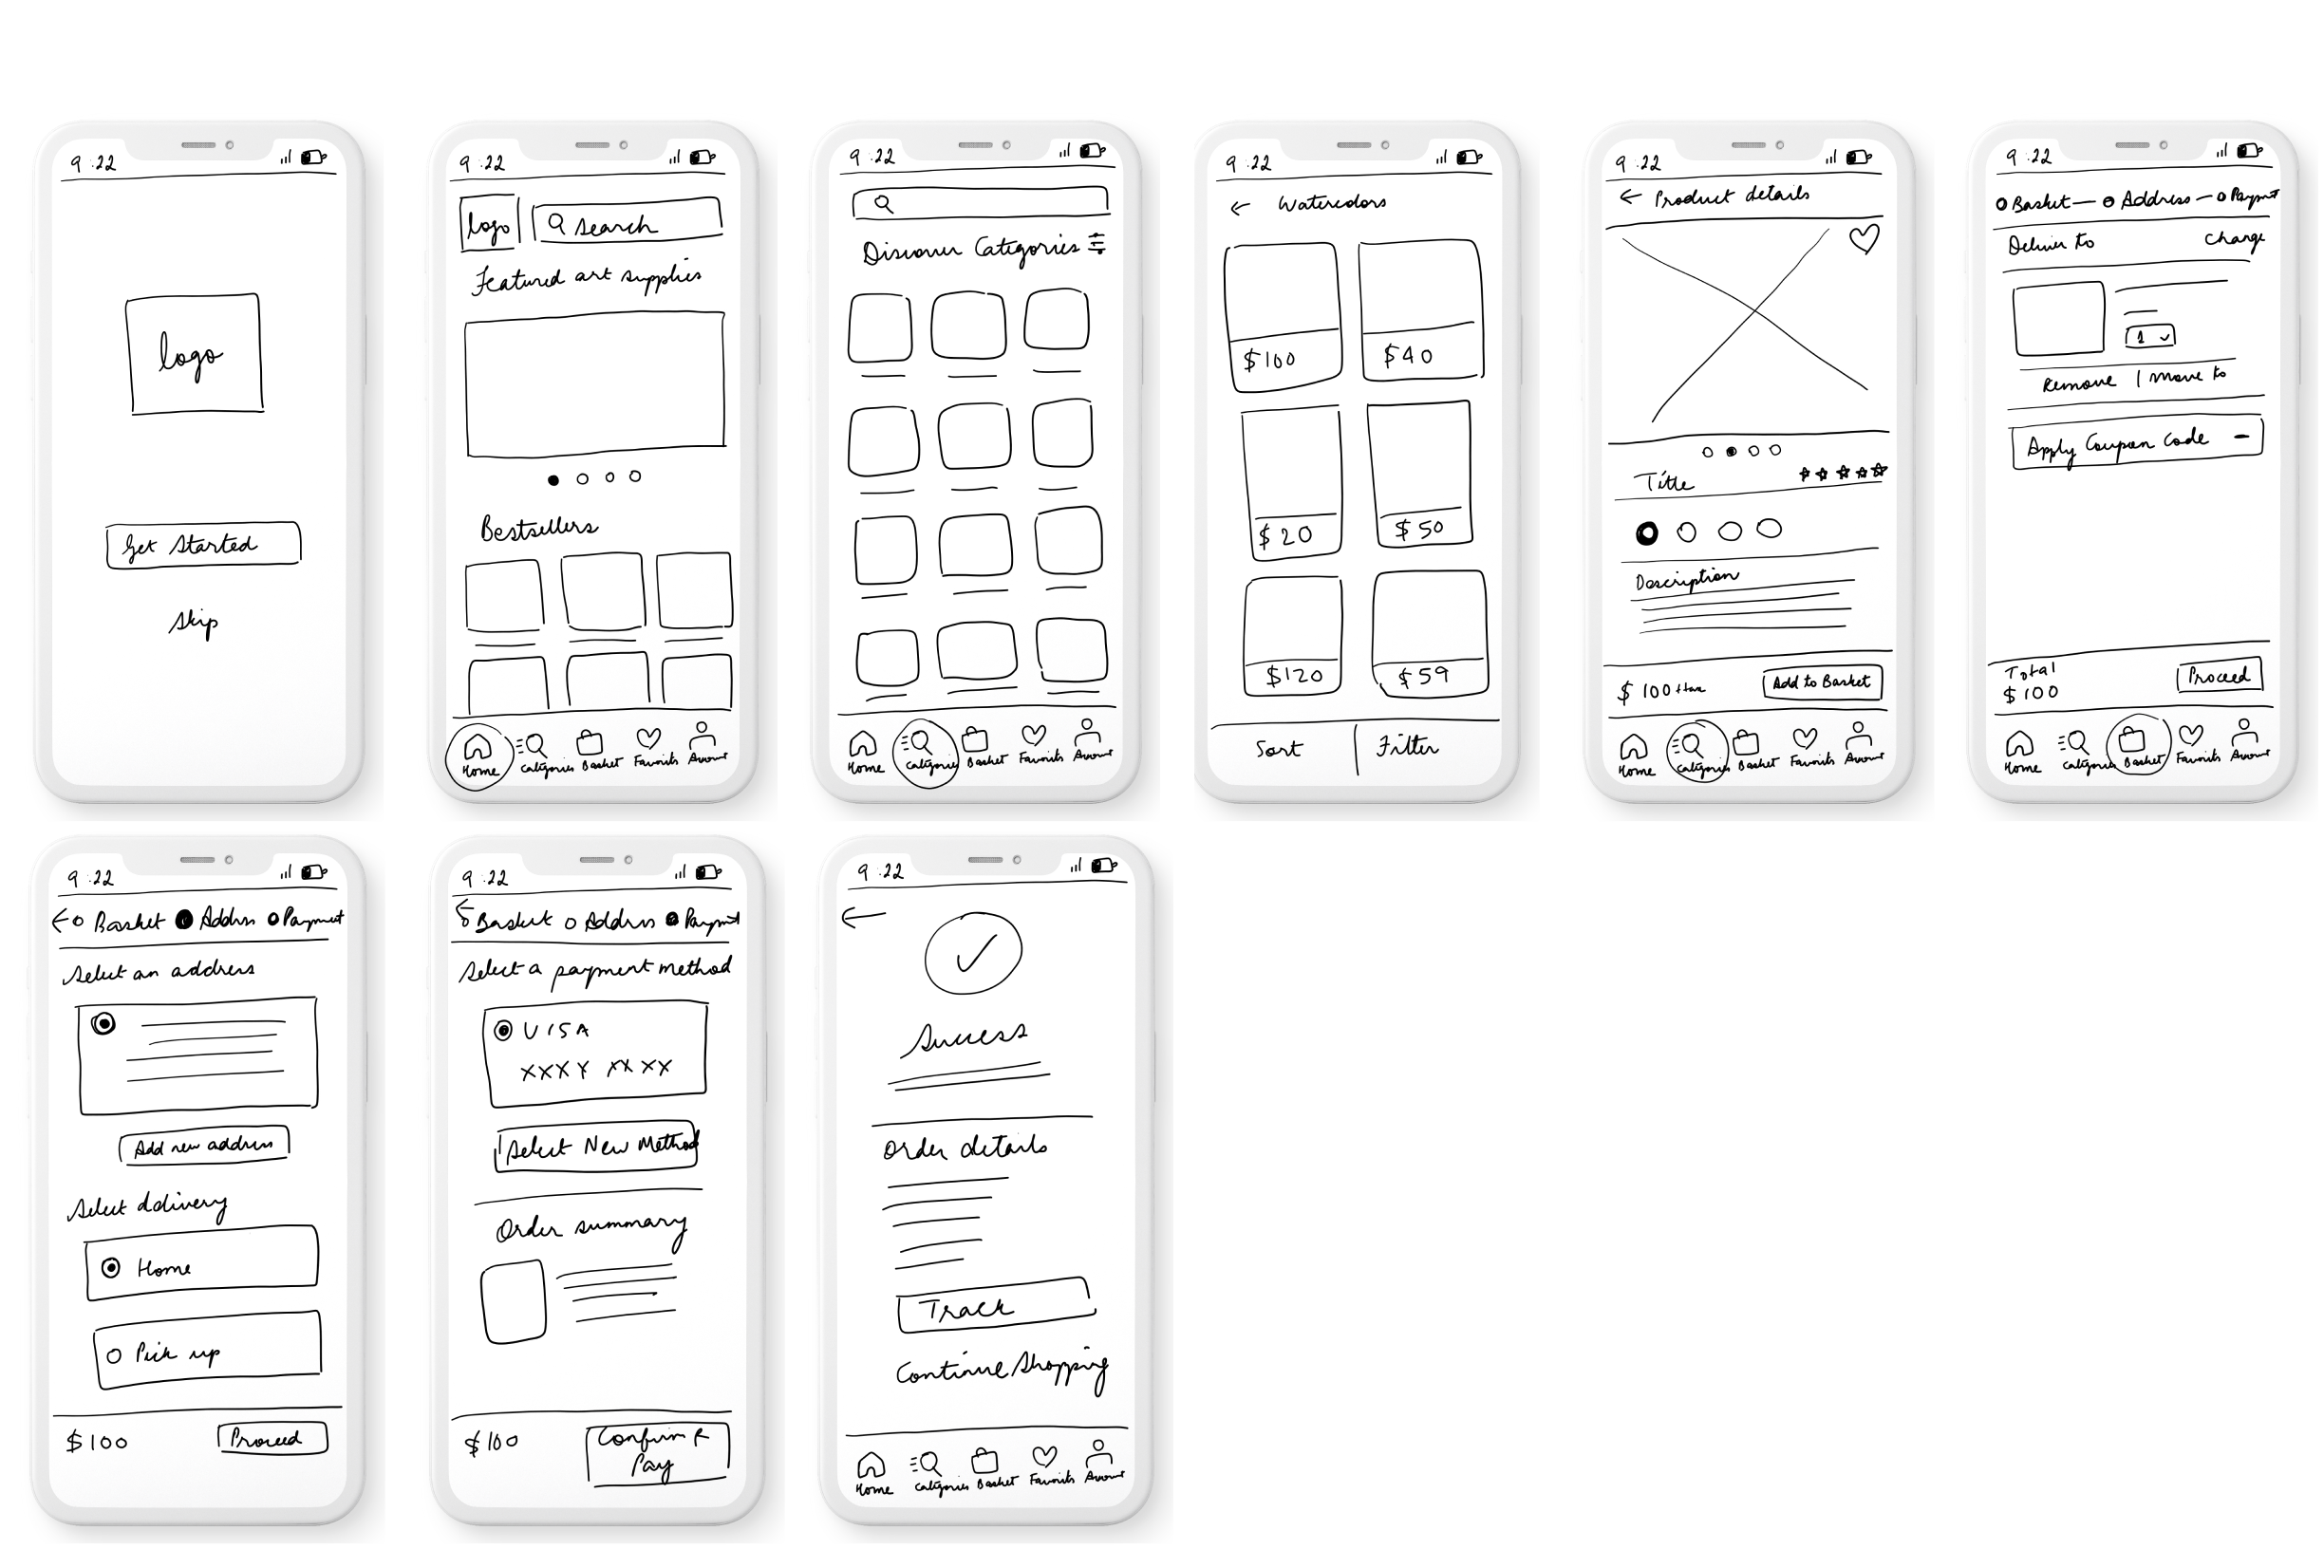 9:22
logo
Get Started
Skip
9:22
logo
Search
Featured art supplies
Bestsellers
Home Categories Basket Favourits Account
9:22
Discover Categories
Home Categories Basket Favourits Account
9:22
← Watercolors
$100 $40
$20 $50
$120 $59
Sort Filter
9:22
← Product details
Title
Description
$ 100 + tax Add to Basket
Home Categories Basket Favourits Account
9:22
Basket — Address — Payment
Deliver to Change
1
Remove | Move to
Apply Coupon Code -
Total
$100 Proceed
Home Categories Basket Favourits Account
9:22
← Basket Address Payment
Select an address
Add new address
Select delivery
Home
Pick up
$100 Proceed
9:22
← Basket Address Payment
Select a payment method
VISA
XXXX XXXX
Select New Method
Order summary
$100 Confirm &
Pay
9:22
←
Success
Order details
Track
Continue Shopping
Home Categories Basket Favourits Account